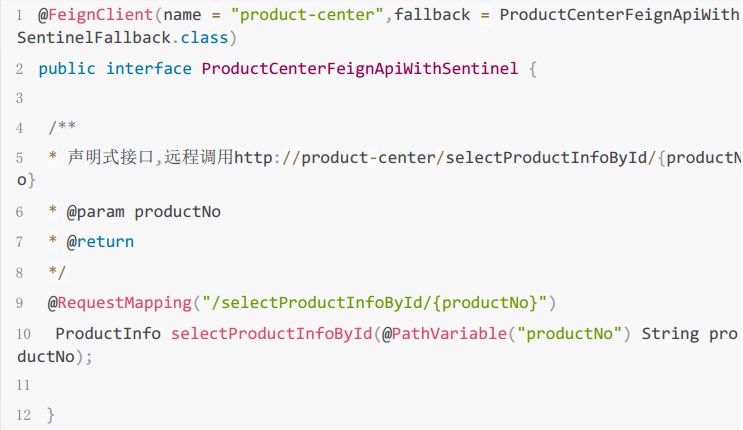 1 @FeignClient(name = "product-center",fallback = ProductCenterFeignApiWith
SentinelFallback.class)
2 public interface ProductCenterFeignApiWithSentinel {
3
4 /**
5 * 声明式接口,远程调用http://product-center/selectProductInfoById/{productN
o}
6 * @param productNo
7 * @return
8 */
9 @RequestMapping("/selectProductInfoById/{productNo}")
10 ProductInfo selectProductInfoById(@PathVariable("productNo") String pro
ductNo);
11
12 }